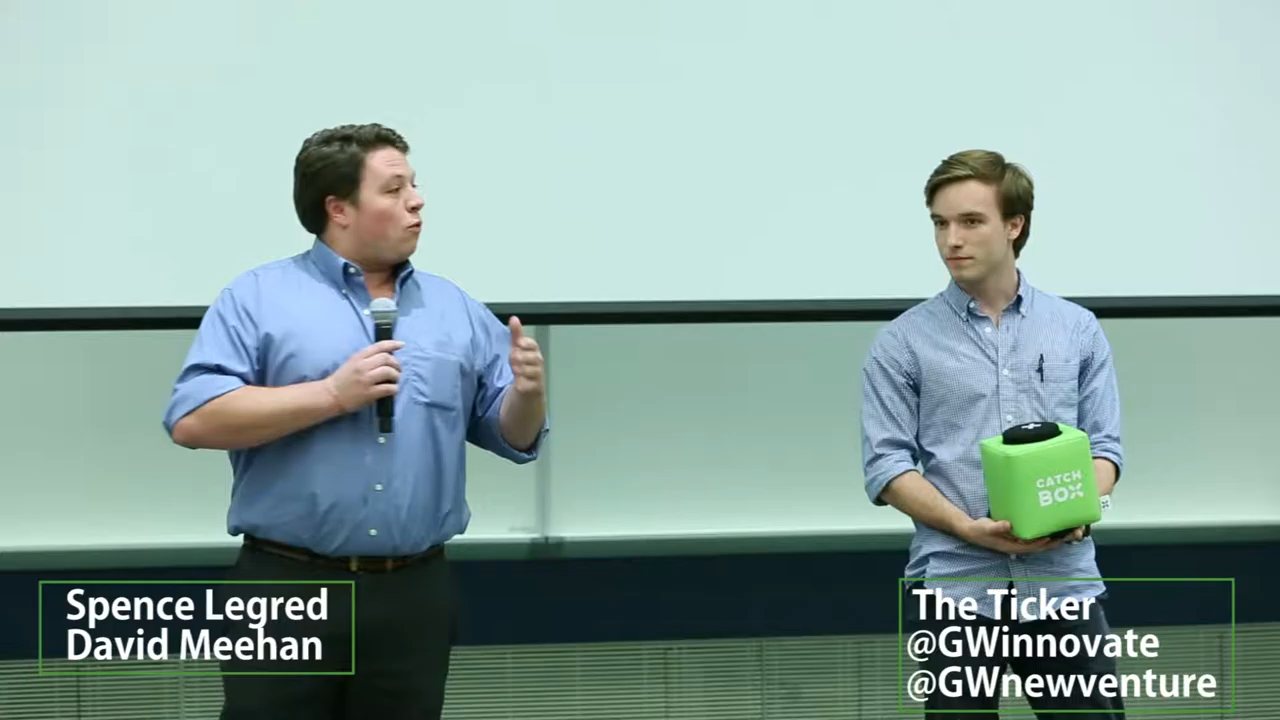 CATCH
BOX
Spence Legred
David Meehan
The Ticker
@GWinnovate
@GWnewventure